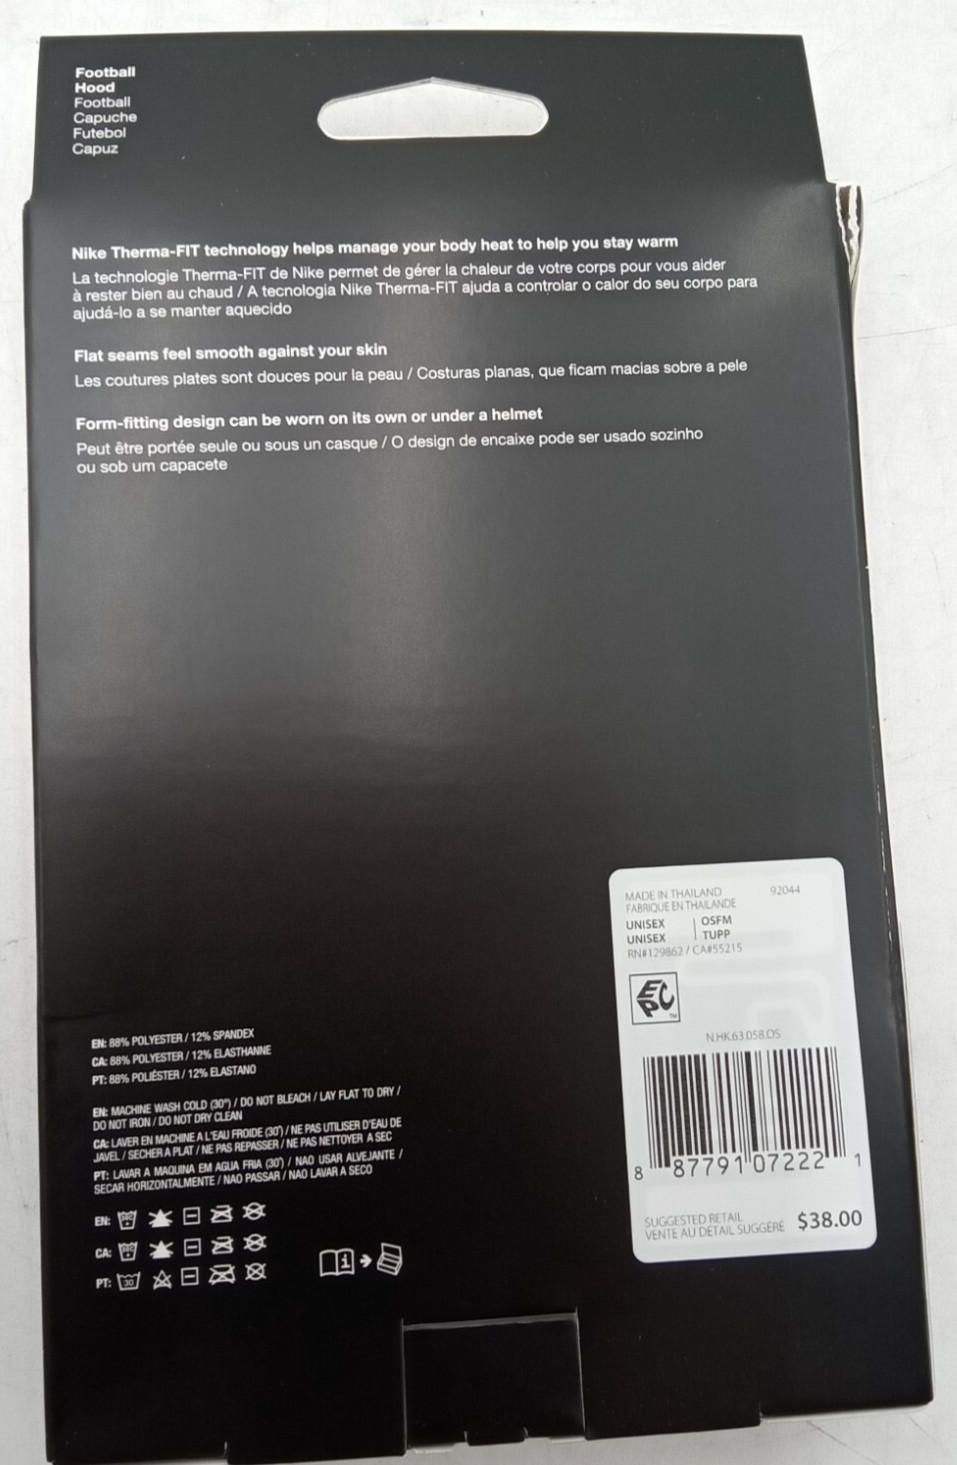 Football
Hood
Football
Capuche
Futebol
Capuz
Nike Therma-FIT technology helps manage your body heat to help you stay warm
La technologie Therma-FIT de Nike permet de gérer la chaleur de votre corps pour vous aider
à rester bien au chaud / A tecnologia Nike Therma-FIT ajuda a controlar o calor do seu corpo para
ajudá-lo a se manter aquecido
Flat seams feel smooth against your skin
Les coutures plates sont douces pour la peau / Costuras planas, que ficam macias sobre a pele
Form-fitting design can be worn on its own or under a helmet
Peut être portée seule ou sous un casque / O design de encaixe pode ser usado sozinho
ou sob um capacete
MADE IN THAILAND 92044
FABRIQUE EN THAILANDE
UNISEX | OSFM
UNISEX | TUPP
RN#129862 / CA#55215
EPC TM
N.HK.63.058.OS
8 87791 07222 1
SUGGESTED RETAIL
VENTE AU DÉTAIL SUGGÉRÉ $38.00
EN: 88% POLYESTER / 12% SPANDEX
CA: 88% POLYESTER / 12% ELASTHANNE
PT: 88% POLIÉSTER / 12% ELASTANO
EN: MACHINE WASH COLD (30°) / DO NOT BLEACH / LAY FLAT TO DRY /
DO NOT IRON / DO NOT DRY CLEAN
CA: LAVER EN MACHINE A L'EAU FROIDE (30°) / NE PAS UTILISER D'EAU DE
JAVEL / SECHER A PLAT / NE PAS REPASSER / NE PAS NETTOYER A SEC
PT: LAVAR A MAQUINA EM AGUA FRIA (30°) / NAO USAR ALVEJANTE /
SECAR HORIZONTALMENTE / NAO PASSAR / NAO LAVAR A SECO
EN:
CA:
PT: 30